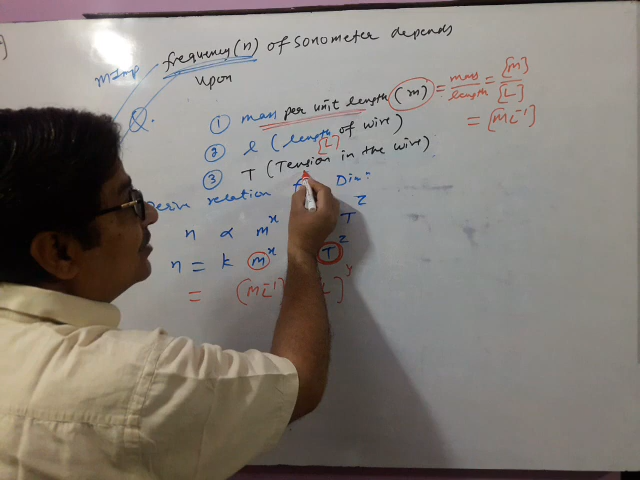 M Imp frequency (n) of sonometer depends
upon
Q.
① mass per unit length (m) = mass/length = [M]/[L]
= [ML⁻¹]
② l (length of wire)
[L]
③ T (Tension in the wire)
relation Dim:
n ∝ m^x T^z
n = k m^x T^z
= (ML⁻¹ L]^y